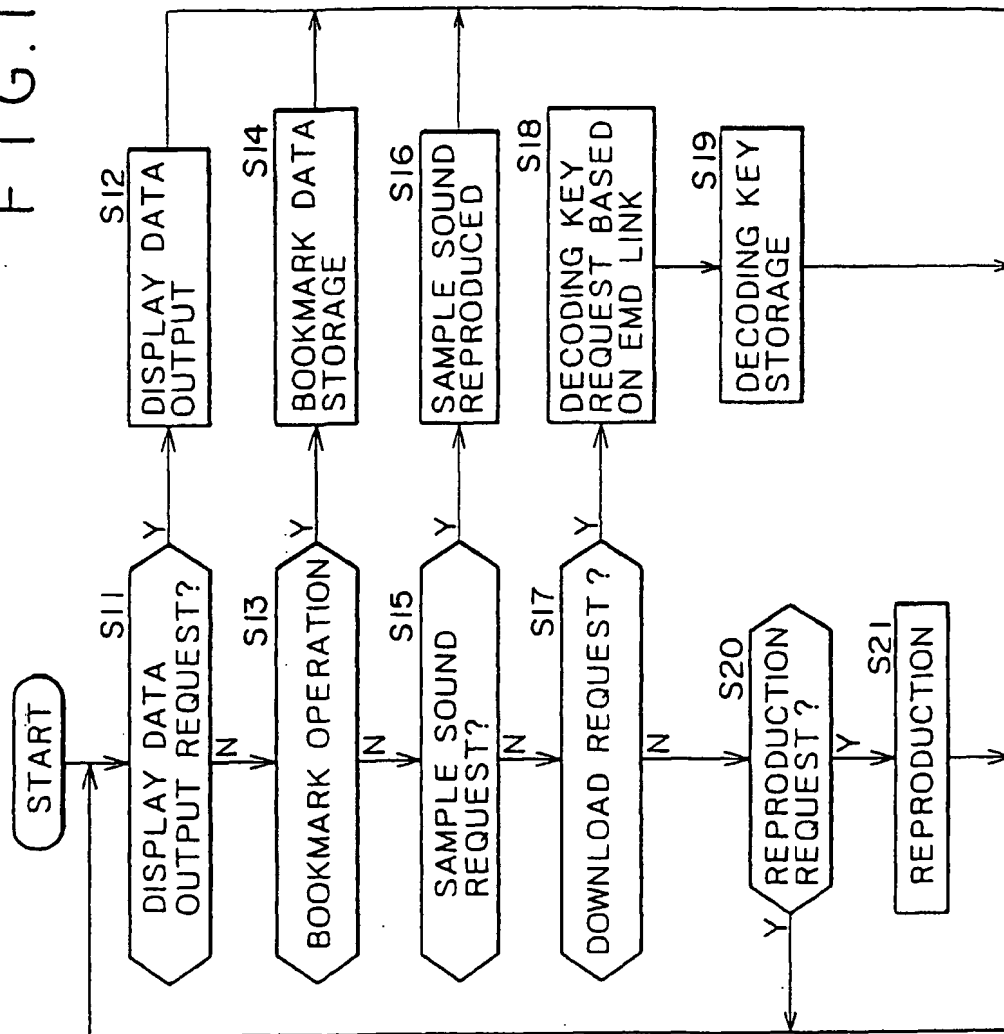 FIG.1
START
S11
DISPLAY DATA
OUTPUT REQUEST?
Y
N
S12
DISPLAY DATA
OUTPUT
S13
BOOKMARK OPERATION
Y
N
S14
BOOKMARK DATA
STORAGE
S15
SAMPLE SOUND
REQUEST?
Y
N
S16
SAMPLE SOUND
REPRODUCED
S17
DOWNLOAD REQUEST?
Y
N
S18
DECODING KEY
REQUEST BASED
ON EMD LINK
S19
DECODING KEY
STORAGE
S20
REPRODUCTION
REQUEST?
Y
Y
S21
REPRODUCTION